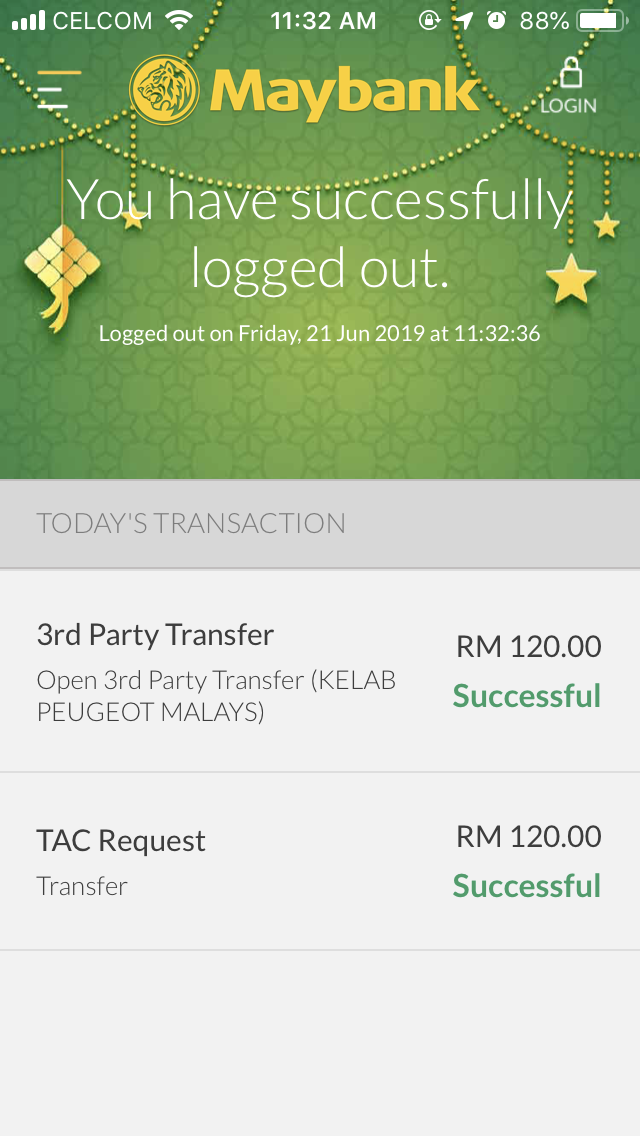 CELCOM 11:32 AM 88%
Maybank
LOGIN
You have successfully
logged out.
Logged out on Friday, 21 Jun 2019 at 11:32:36
TODAY'S TRANSACTION
3rd Party Transfer
RM 120.00
Open 3rd Party Transfer (KELAB
PEUGEOT MALAYS)
Successful
TAC Request
RM 120.00
Transfer
Successful